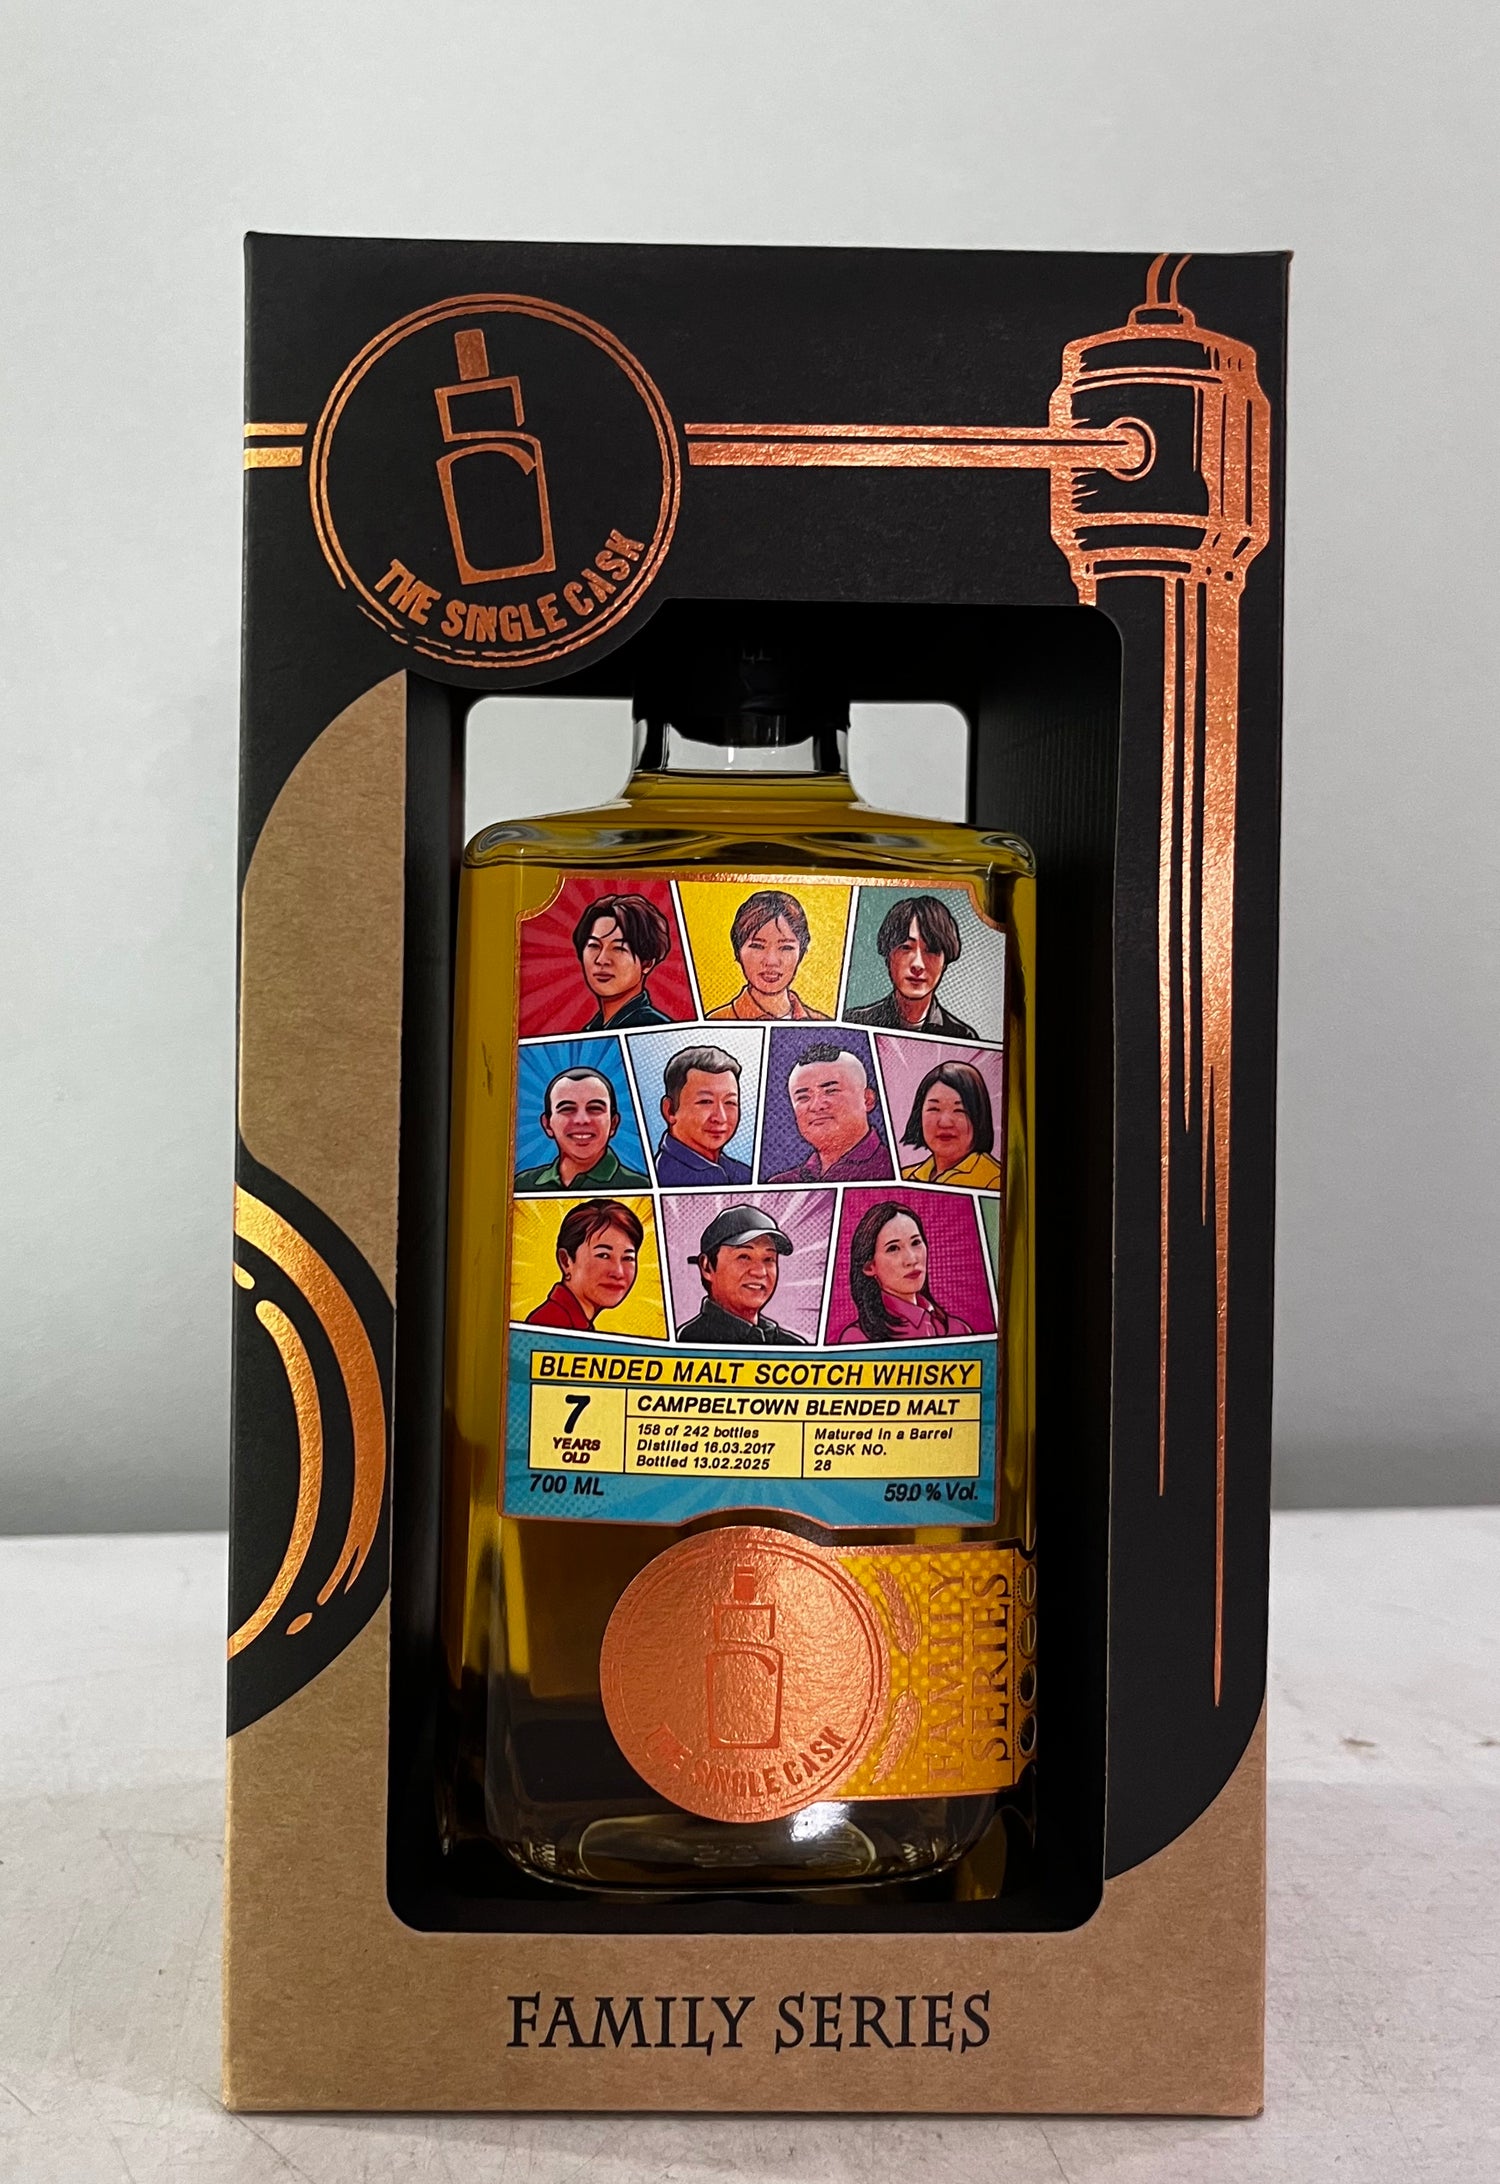 THE SINGLE CASK
BLENDED MALT SCOTCH WHISKY
7
YEARS
OLD
CAMPBELTOWN BLENDED MALT
158 of 242 bottles
Distilled 16.03.2017
Bottled 13.02.2025
Matured in a Barrel
CASK NO.
28
700 ML
59.0 % Vol.
THE SINGLE CASK
FAMILY
SERIES
FAMILY SERIES